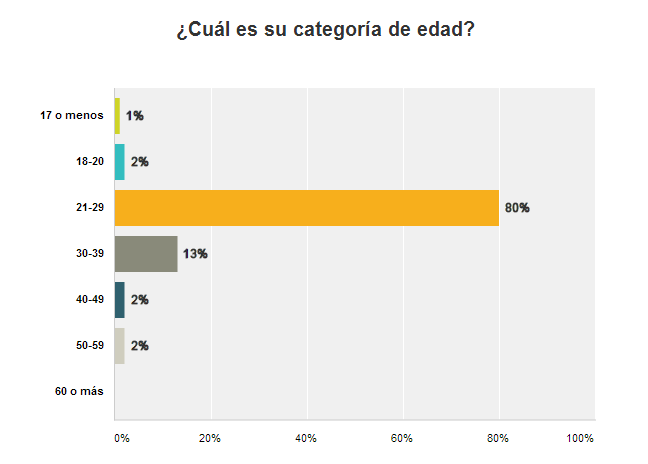 ¿Cuál es su categoría de edad?
17 o menos 1%
18-20 2%
21-29 80%
30-39 13%
40-49 2%
50-59 2%
60 o más
0% 20% 40% 60% 80% 100%